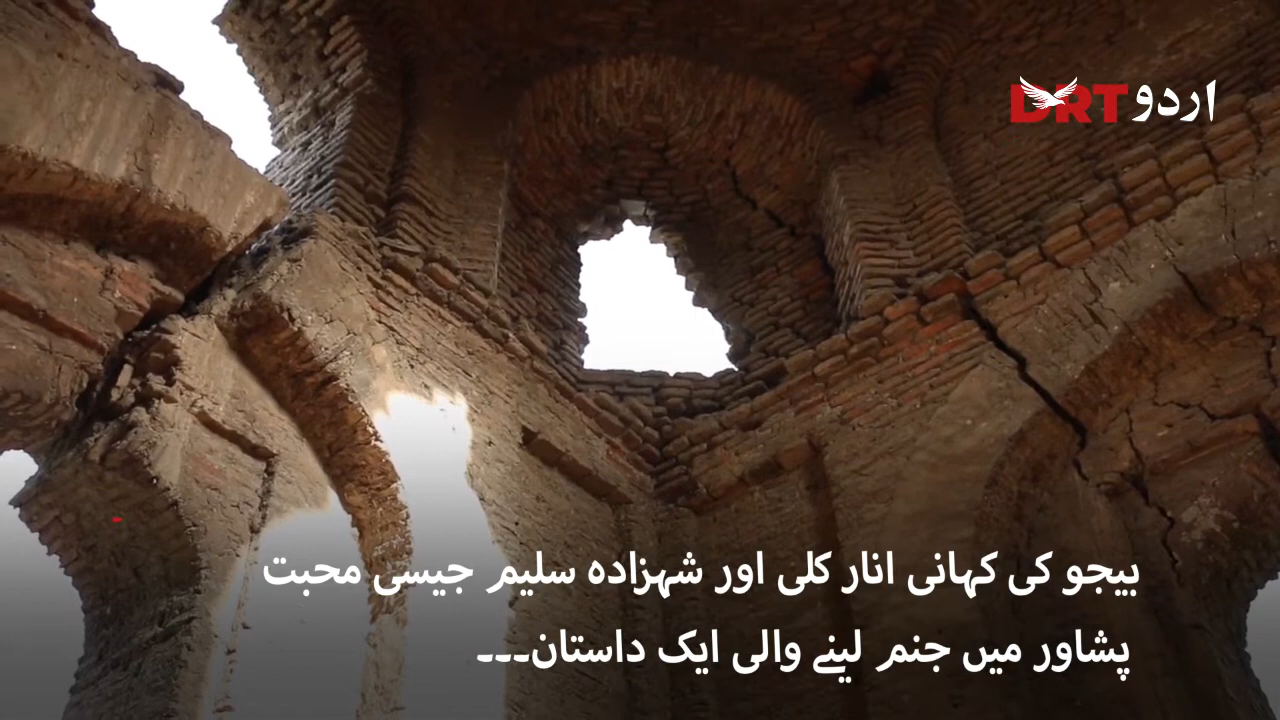 DRT اردو
بیجو کی کہانی انار کلی اور شہزادہ سلیم جیسی محبت
پشاور میں جنم لینے والی ایک داستان۔۔۔